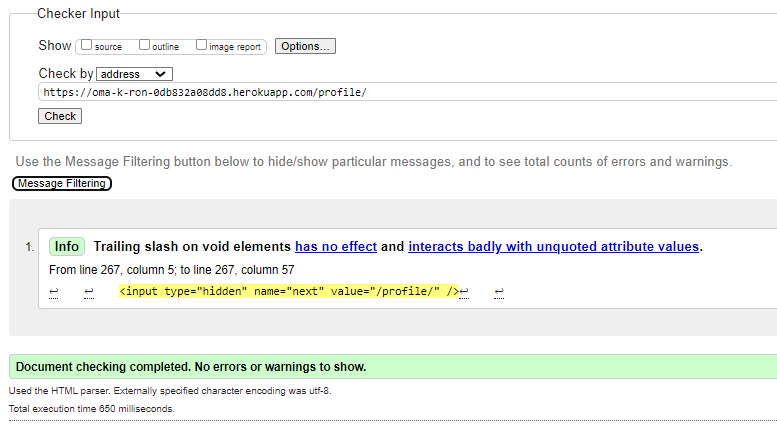 Checker Input
Show source outline image report Options...
Check by address
https://oma-k-ron-0db832a08dd8.herokuapp.com/profile/
Check
Use the Message Filtering button below to hide/show particular messages, and to see total counts of errors and warnings.
Message Filtering
1. Info Trailing slash on void elements has no effect and interacts badly with unquoted attribute values.
From line 267, column 5; to line 267, column 57
↩ ↩ <input type="hidden" name="next" value="/profile/" />↩ ↩
Document checking completed. No errors or warnings to show.
Used the HTML parser. Externally specified character encoding was utf-8.
Total execution time 650 milliseconds.